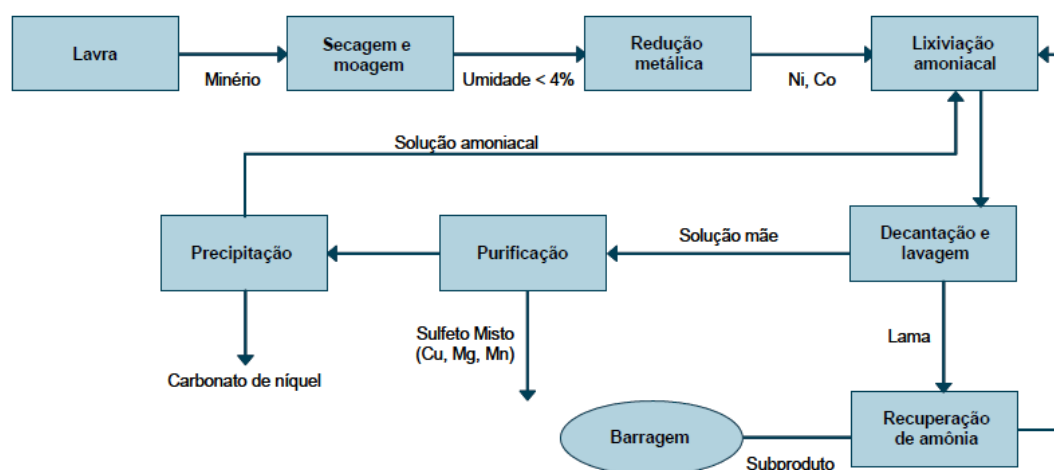 Lavra
Minério
Secagem e
moagem
Umidade < 4%
Redução
metálica
Ni, Co
Lixiviação
amoniacal
Solução amoniacal
Precipitação
Purificação
Solução mãe
Decantação e
lavagem
Sulfeto Misto
(Cu, Mg, Mn)
Lama
Carbonato de níquel
Barragem
Subproduto
Recuperação
de amônia